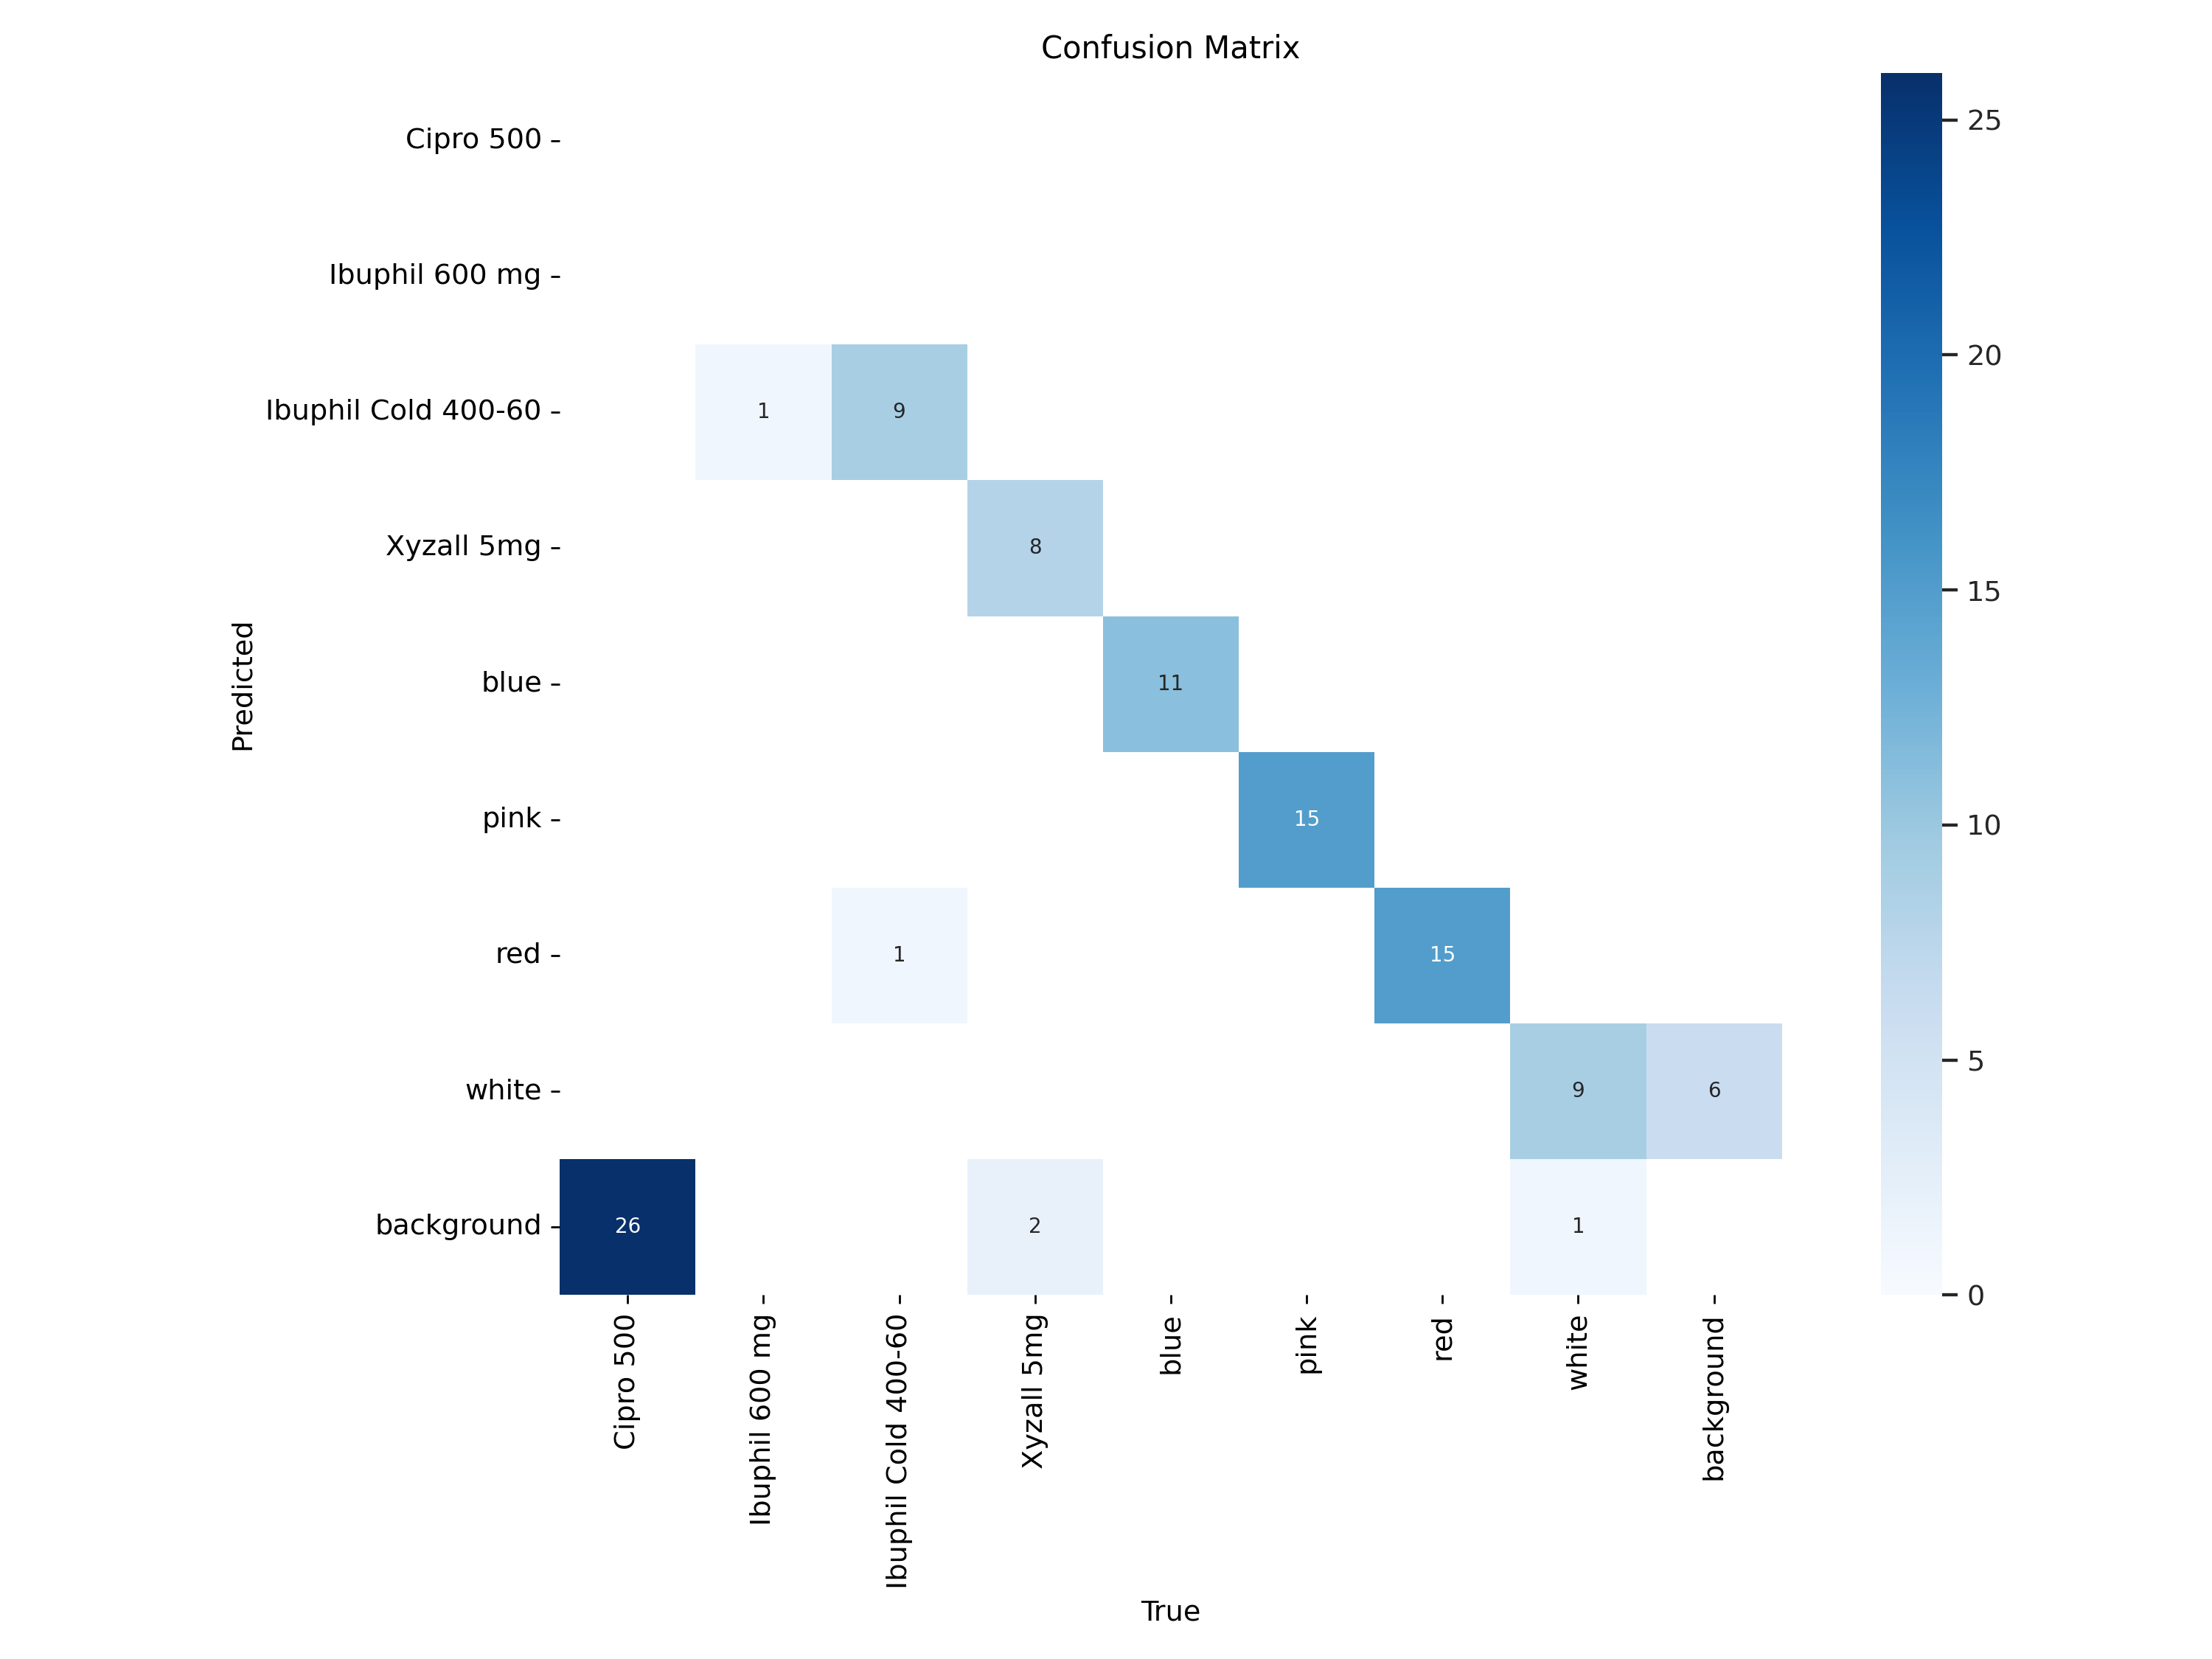 Confusion Matrix
Cipro 500
Ibuphil 600 mg
Ibuphil Cold 400-60
Xyzall 5mg
blue
pink
red
white
background
Predicted
1 9
8
11
15
1 15
9 6
26 2 1
Cipro 500
Ibuphil 600 mg
Ibuphil Cold 400-60
Xyzall 5mg
blue
pink
red
white
background
True
25
20
15
10
5
0